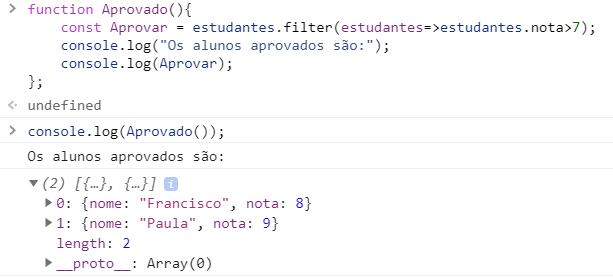 > function Aprovado(){
    const Aprovar = estudantes.filter(estudantes=>estudantes.nota>7);
    console.log("Os alunos aprovados são:");
    console.log(Aprovar);
};
undefined
> console.log(Aprovado());
Os alunos aprovados são:
▼(2) [{…}, {…}] i
▶0: {nome: "Francisco", nota: 8}
▶1: {nome: "Paula", nota: 9}
length: 2
▶__proto__: Array(0)